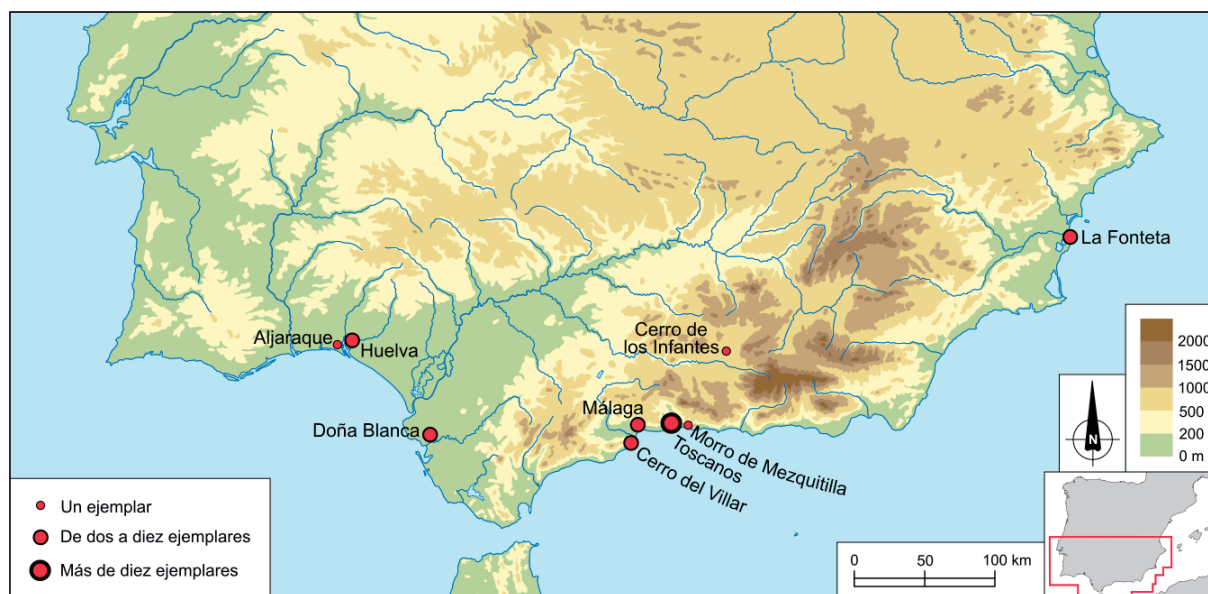 La Fonteta
Aljaraque
Huelva
Cerro de
los Infantes
Doña Blanca
Málaga
Morro de Mezquitilla
Toscanos
Cerro del Villar
2000
1500
1000
500
200
0 m
N
Un ejemplar
De dos a diez ejemplares
Más de diez ejemplares
0 50 100 km